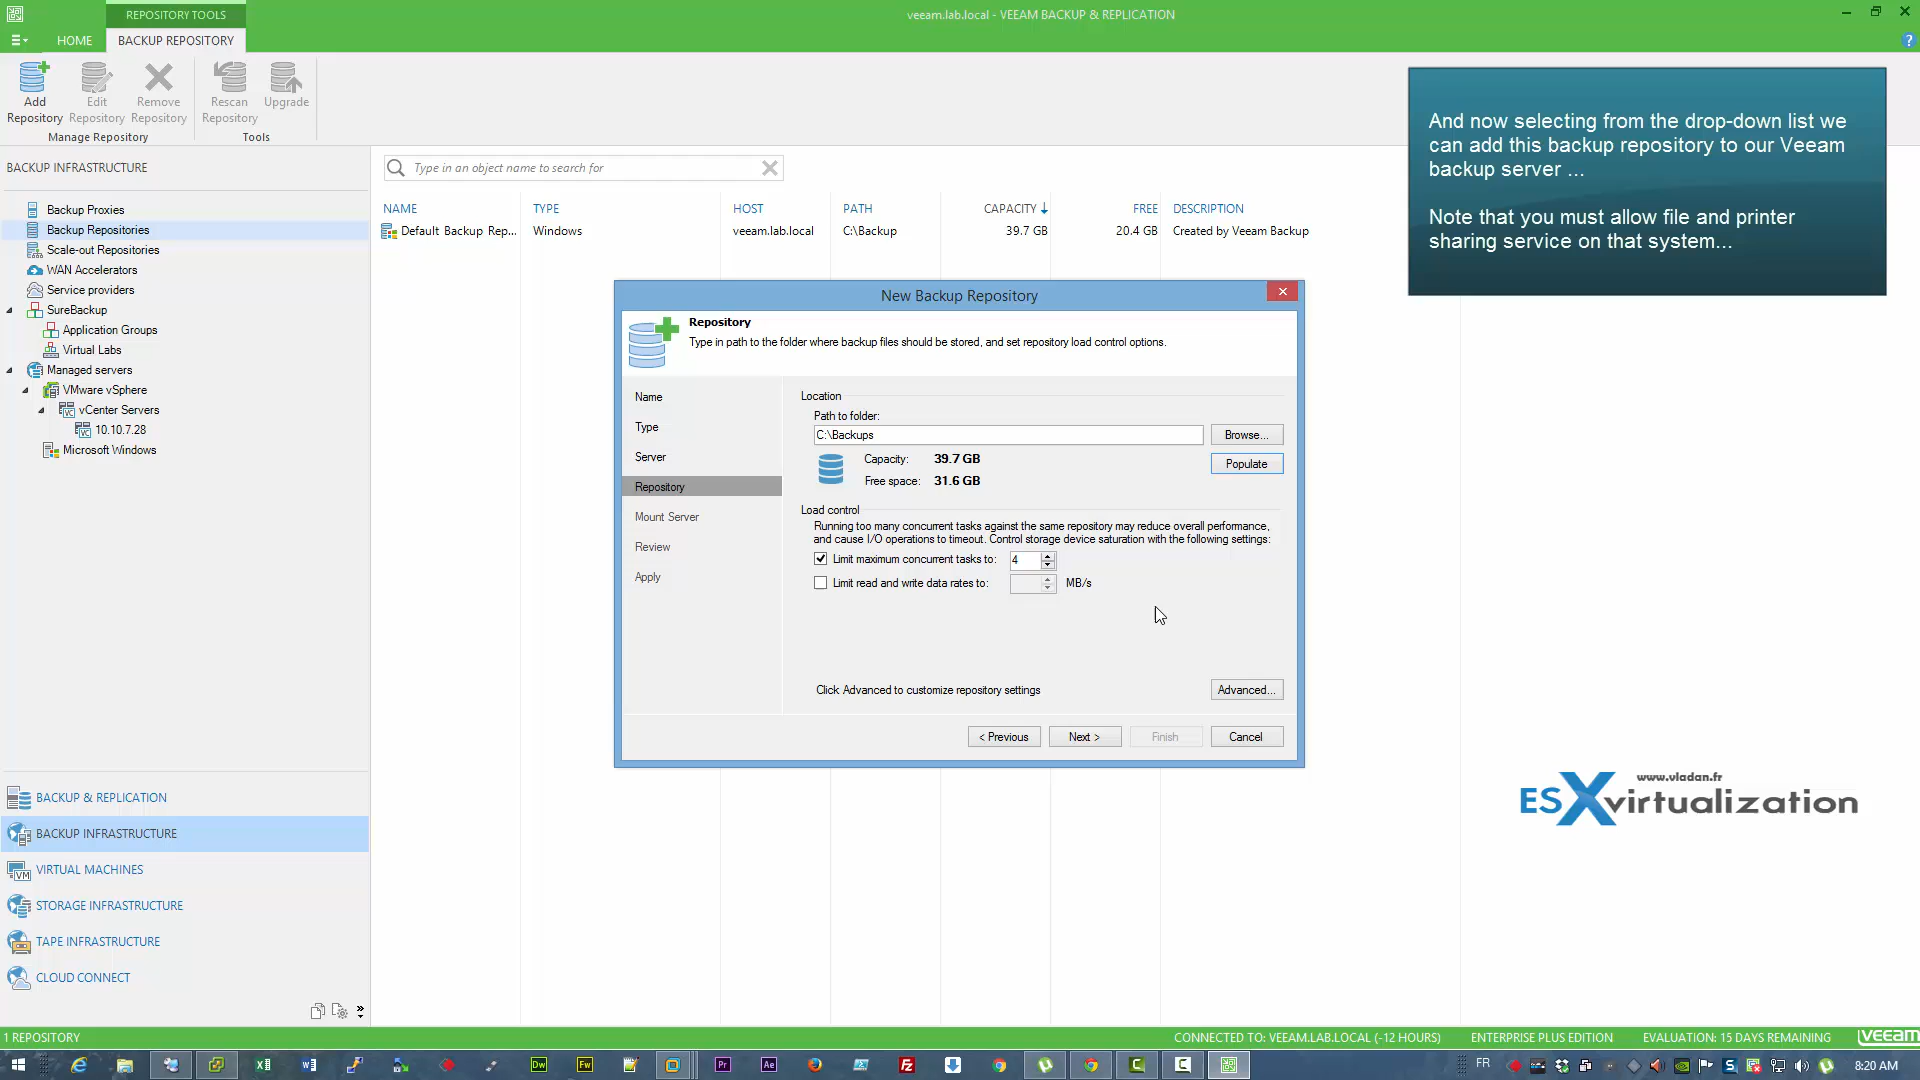 REPOSITORY TOOLS
veeam.lab.local - VEEAM BACKUP & REPLICATION
HOME
BACKUP REPOSITORY
Add Repository
Edit Repository
Remove Repository
Rescan Repository
Upgrade
Manage Repository
Tools
And now selecting from the drop-down list we
can add this backup repository to our Veeam
backup server ...
Note that you must allow file and printer
sharing service on that system...
BACKUP INFRASTRUCTURE
Type in an object name to search for
Backup Proxies
Backup Repositories
Scale-out Repositories
WAN Accelerators
Service providers
SureBackup
Application Groups
Virtual Labs
Managed servers
VMware vSphere
vCenter Servers
10.10.7.28
Microsoft Windows
NAME TYPE HOST PATH CAPACITY FREE DESCRIPTION
Default Backup Rep... Windows veeam.lab.local C:\Backup 39.7 GB 20.4 GB Created by Veeam Backup
New Backup Repository
Repository
Type in path to the folder where backup files should be stored, and set repository load control options.
Name
Type
Server
Repository
Mount Server
Review
Apply
Location
Path to folder:
C:\Backups
Browse...
Capacity: 39.7 GB
Populate
Free space: 31.6 GB
Load control
Running too many concurrent tasks against the same repository may reduce overall performance,
and cause I/O operations to timeout. Control storage device saturation with the following settings:
Limit maximum concurrent tasks to: 4
Limit read and write data rates to: MB/s
Click Advanced to customize repository settings
Advanced...
< Previous
Next >
Finish
Cancel
www.vladan.fr
ESXvirtualization
BACKUP & REPLICATION
BACKUP INFRASTRUCTURE
VIRTUAL MACHINES
STORAGE INFRASTRUCTURE
TAPE INFRASTRUCTURE
CLOUD CONNECT
1 REPOSITORY
CONNECTED TO: VEEAM.LAB.LOCAL (-12 HOURS)
ENTERPRISE PLUS EDITION
EVALUATION: 15 DAYS REMAINING
veeam
FR
8:20 AM